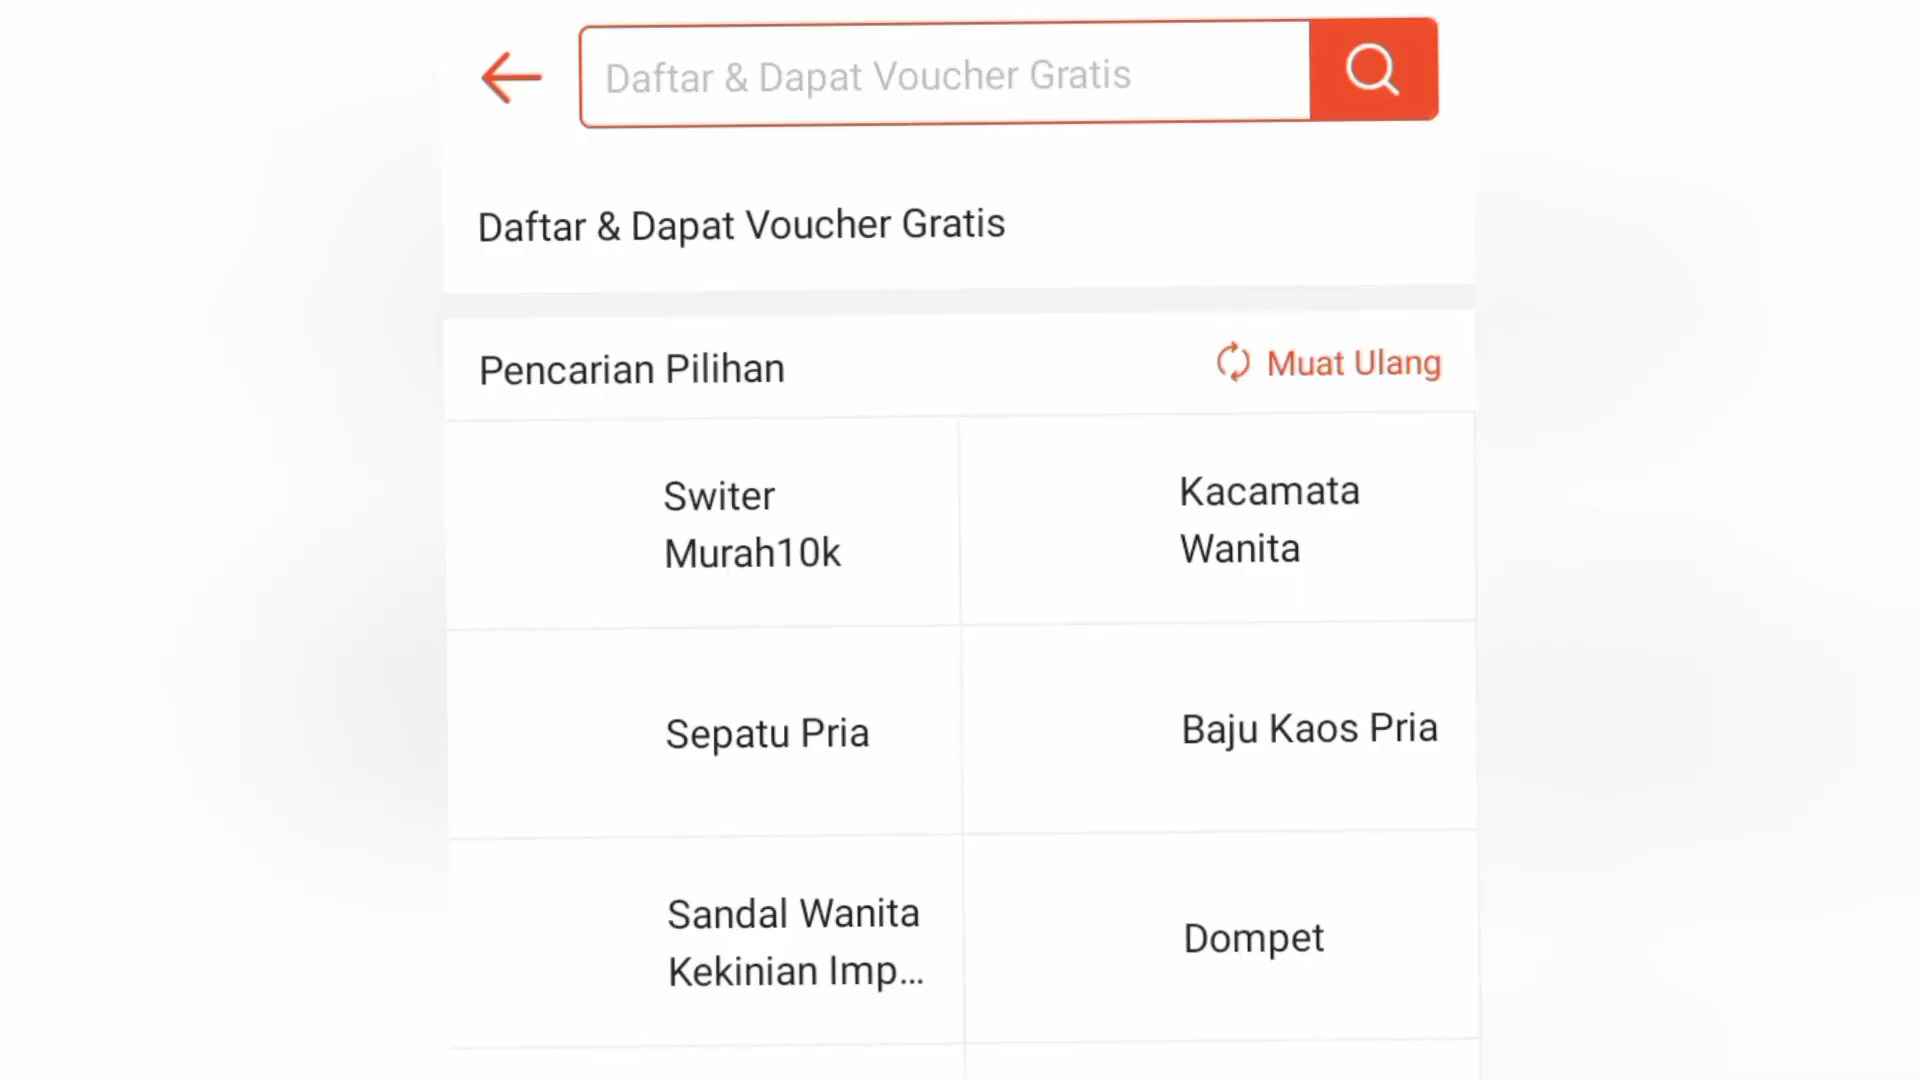 Daftar & Dapat Voucher Gratis
Daftar & Dapat Voucher Gratis
Pencarian Pilihan
Muat Ulang
Switer
Murah10k
Kacamata
Wanita
Sepatu Pria
Baju Kaos Pria
Sandal Wanita
Kekinian Imp...
Dompet